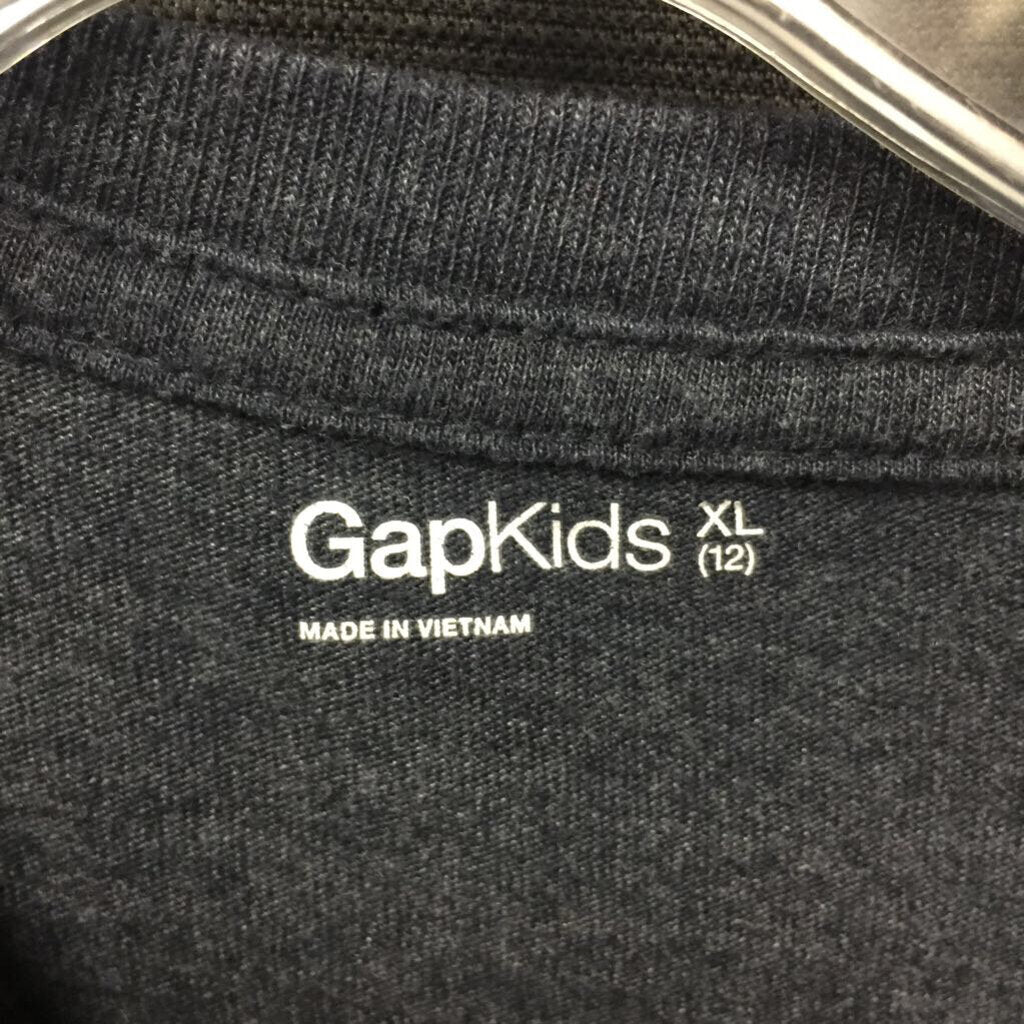 GapKids XL
(12)
MADE IN VIETNAM